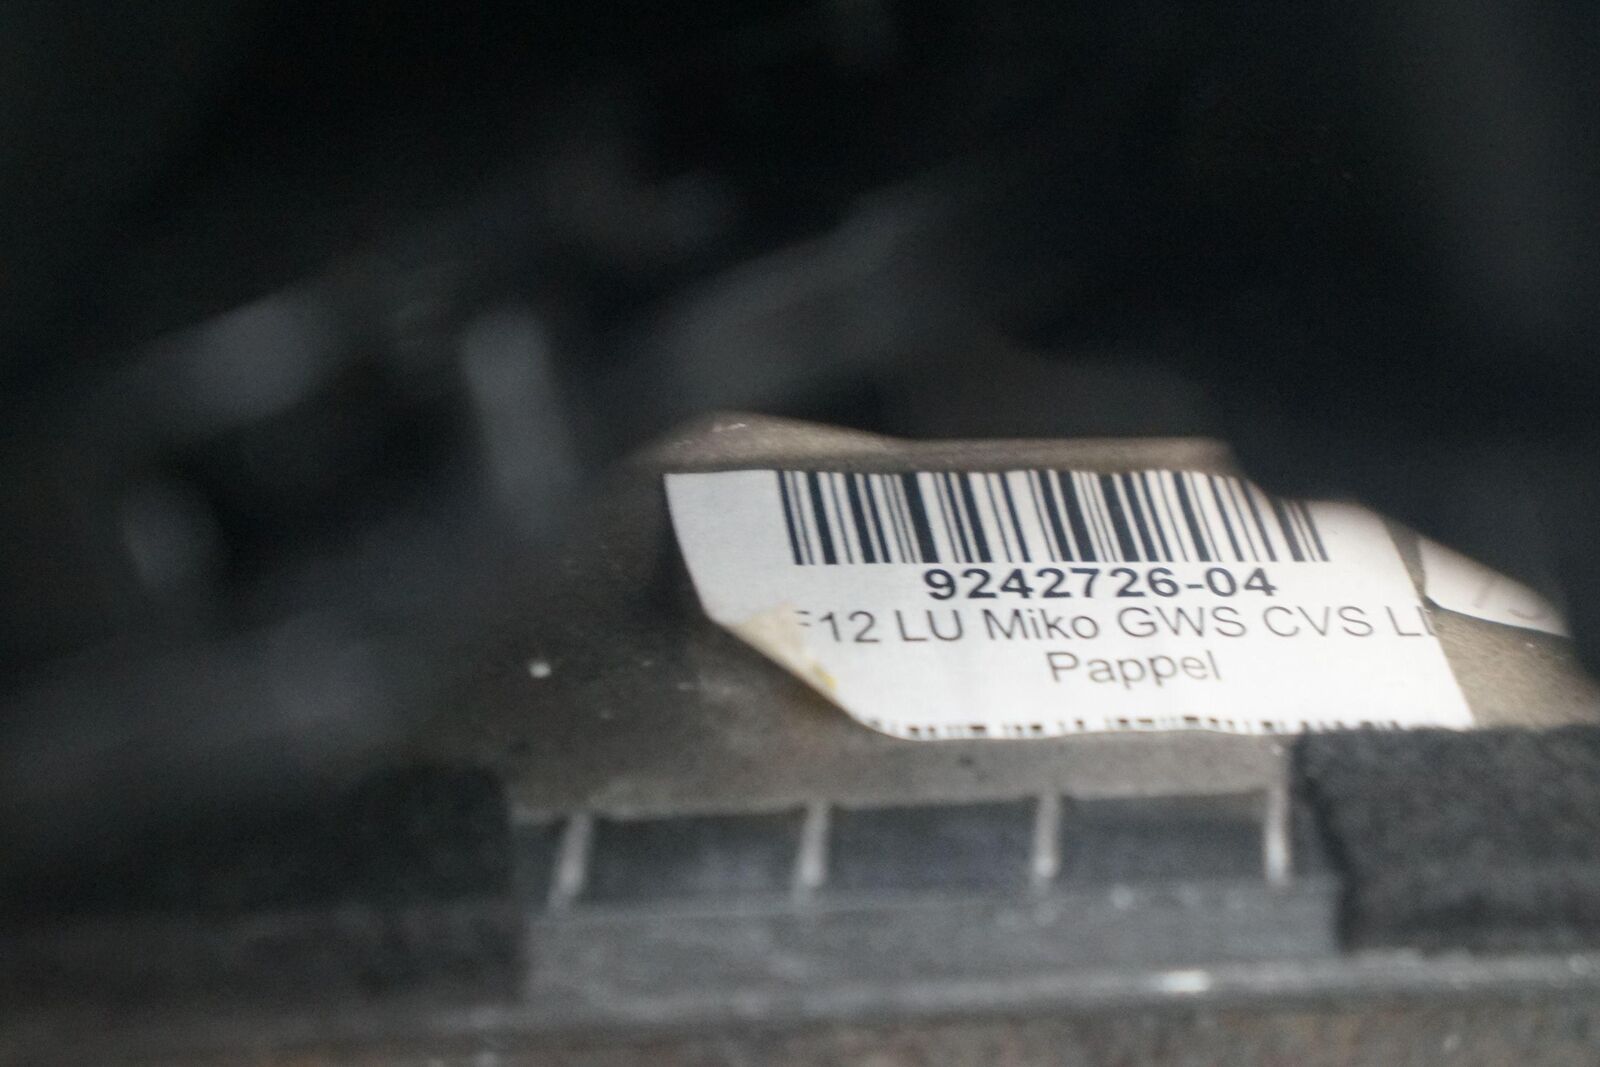 9242726-04
F12 LU Miko GWS CVS L
Pappel